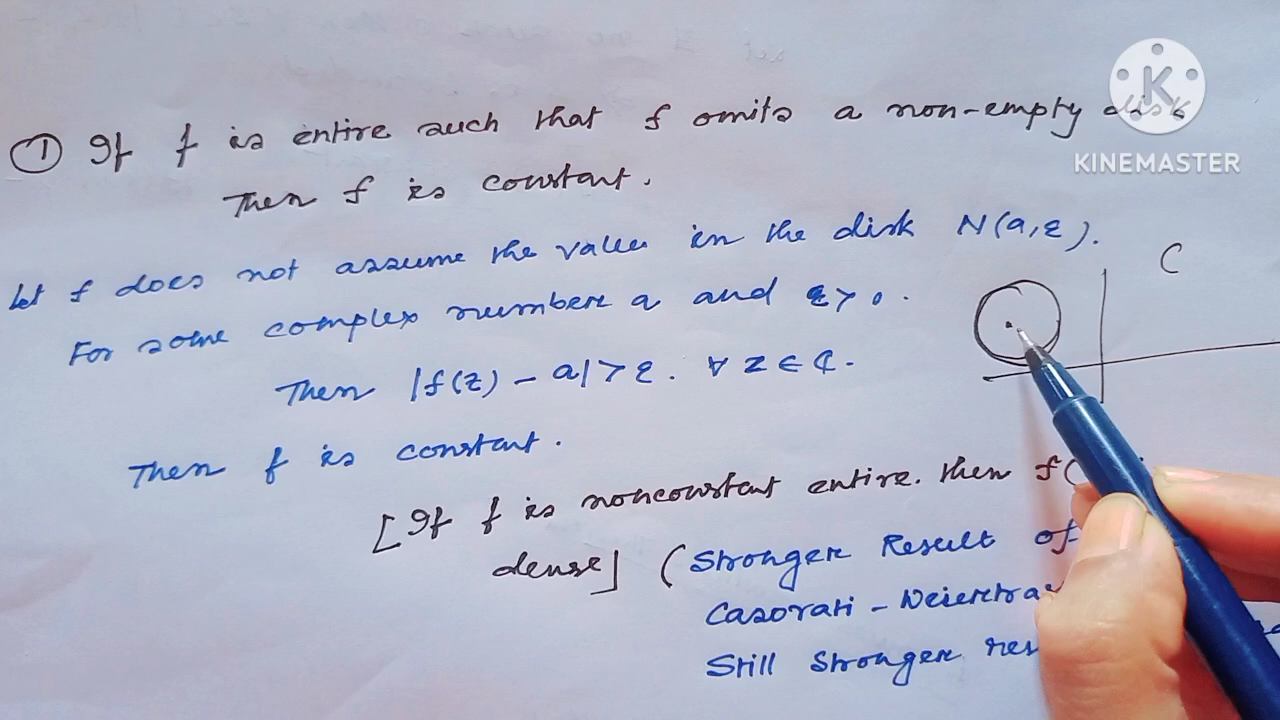 ① If f is entire such that f omits a non-empty disk
Then f is constant.
Let f does not assume the values in the disk N(a,ε).
For some complex number a and ε>0.
Then |f(z) - a|>ε. ∀ z ∈ ℂ.
Then f is constant.
[If f is nonconstant entire. then f(
dense] (Stronger Result of
Casorati - Weierstra
Still Stronger res
C
K
KINEMASTER